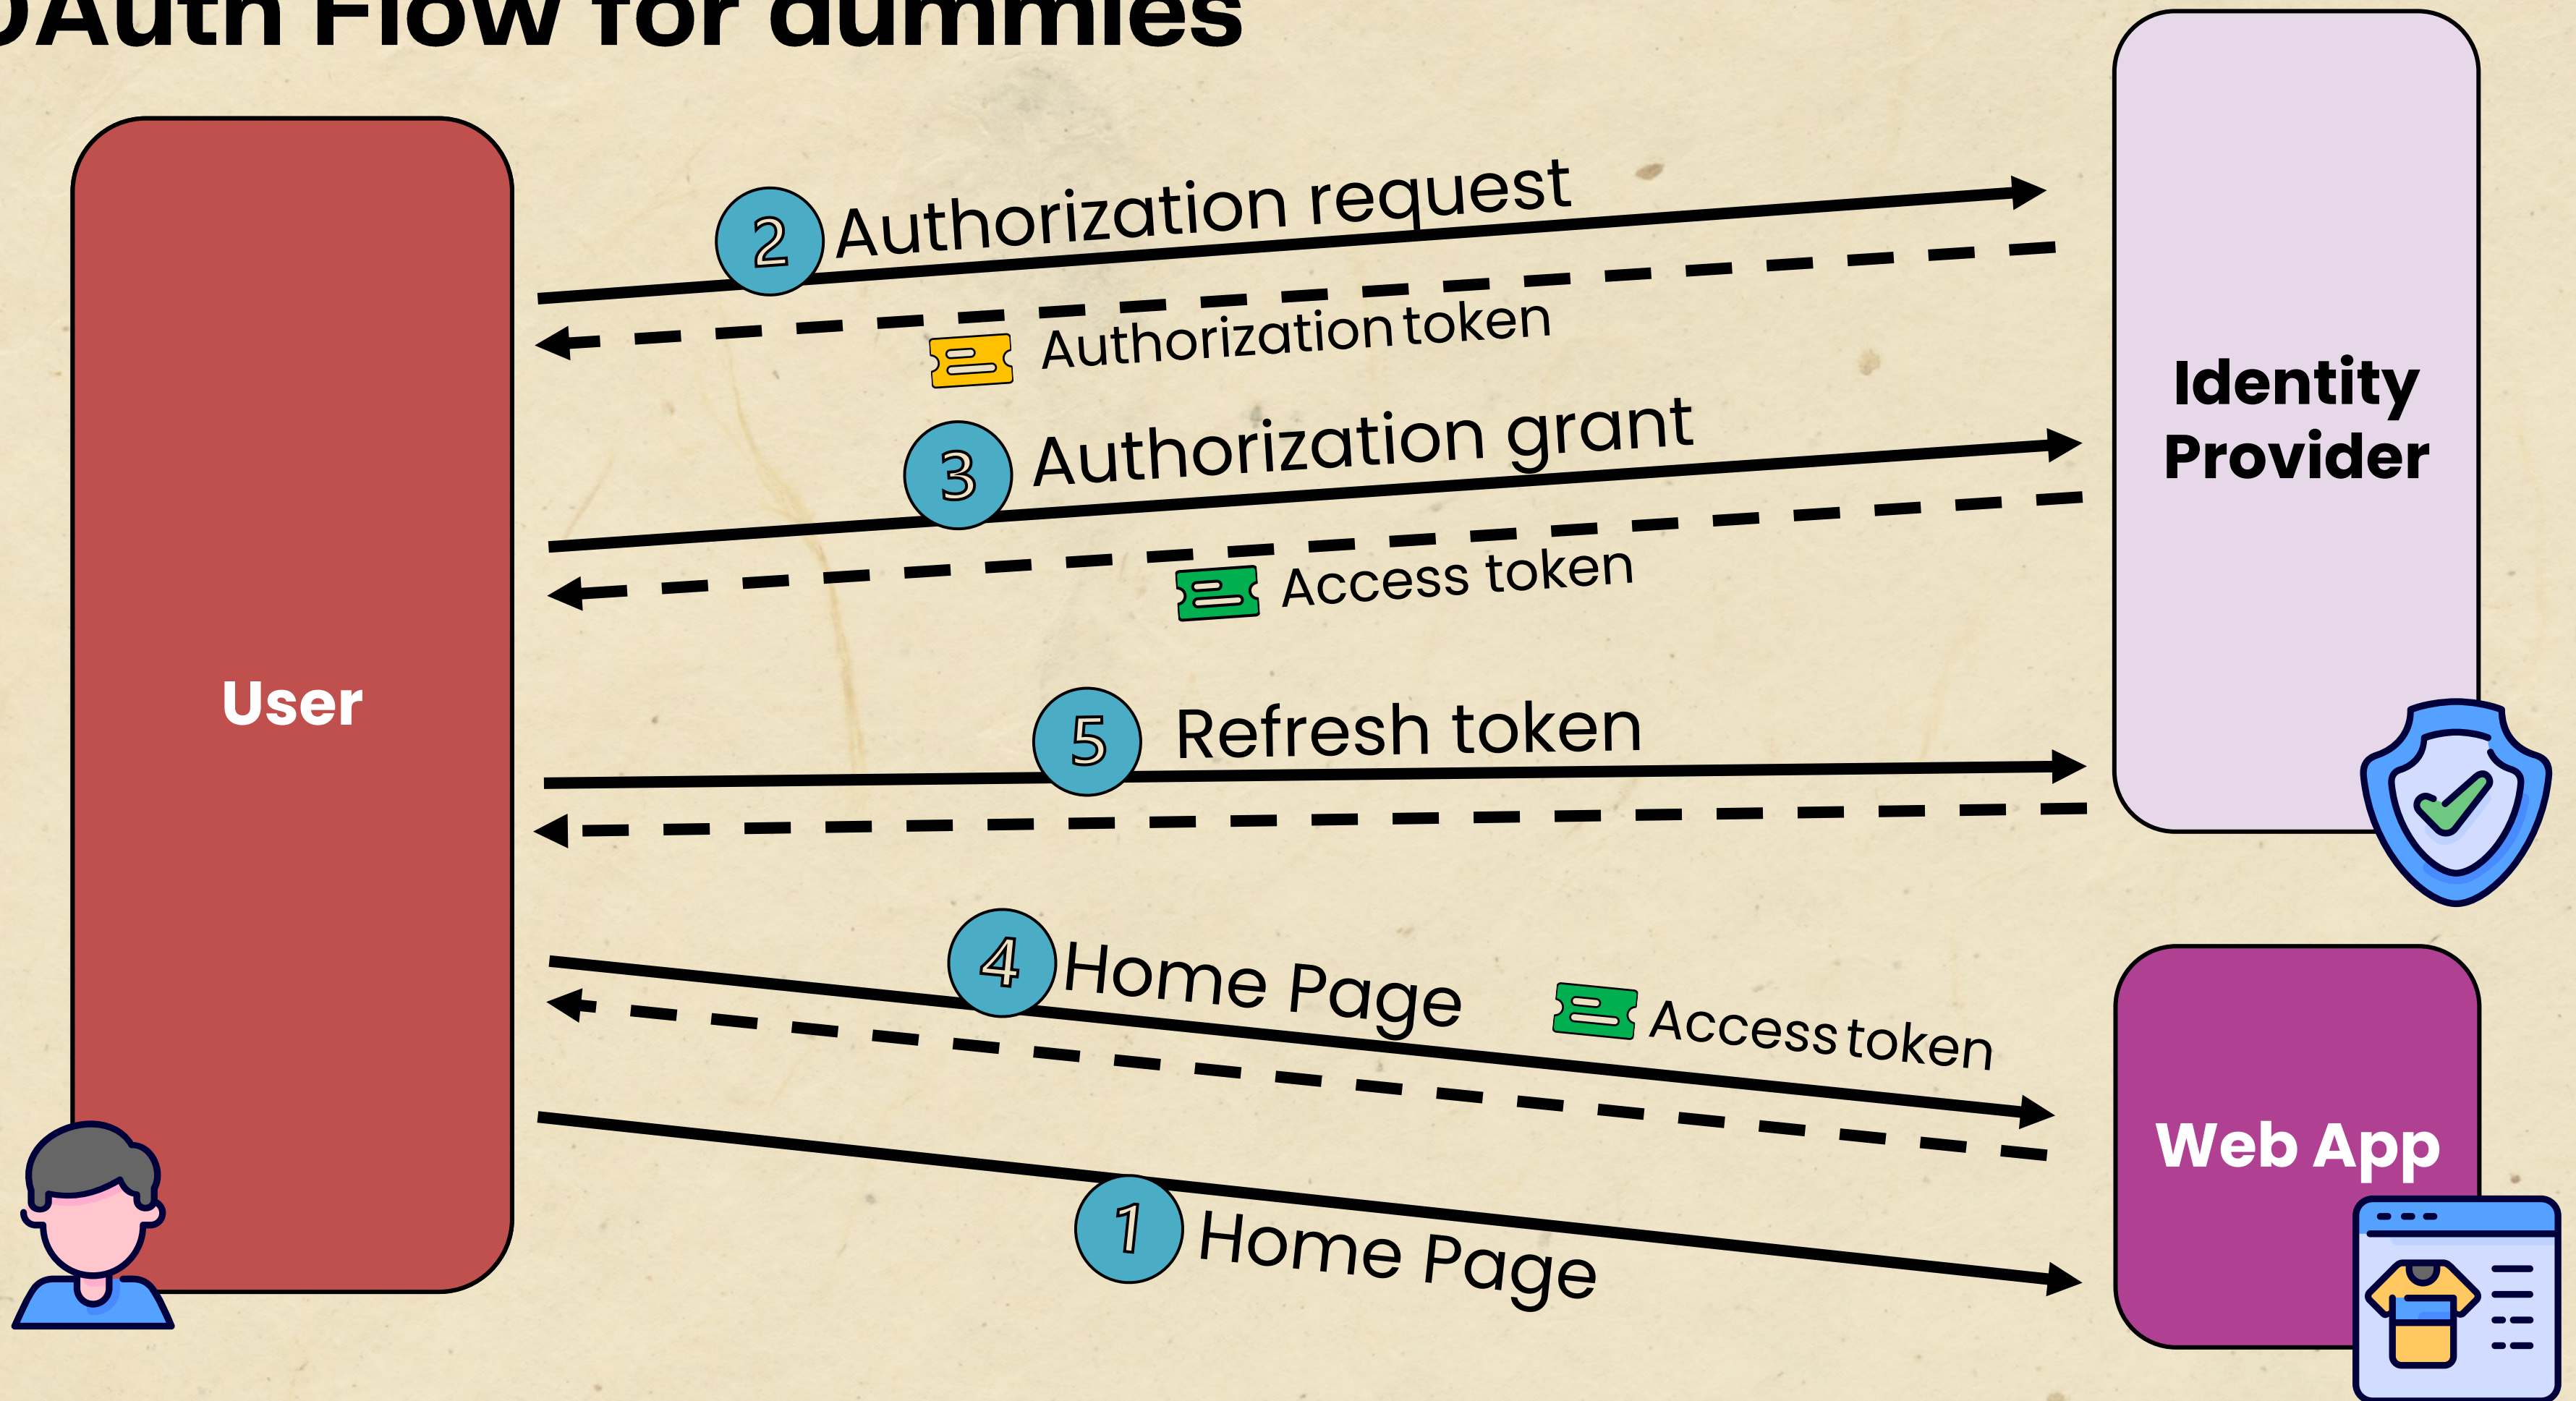 OAuth Flow for dummies
2 Authorization request
Authorization token
3 Authorization grant
Access token
Identity
Provider
User
5 Refresh token
4 Home Page
Access token
Web App
1 Home Page